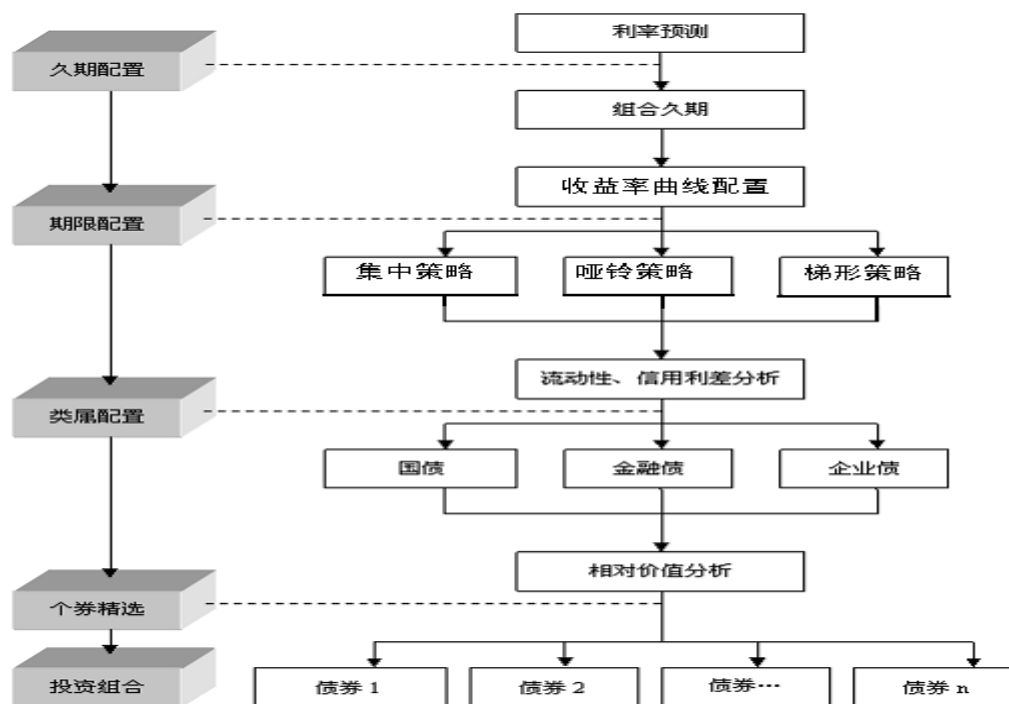 利率预测
久期配置
组合久期
收益率曲线配置
期限配置
集中策略
哑铃策略
梯形策略
流动性、信用利差分析
类属配置
国债
金融债
企业债
相对价值分析
个券精选
投资组合
债券 1
债券 2
债券…
债券 n